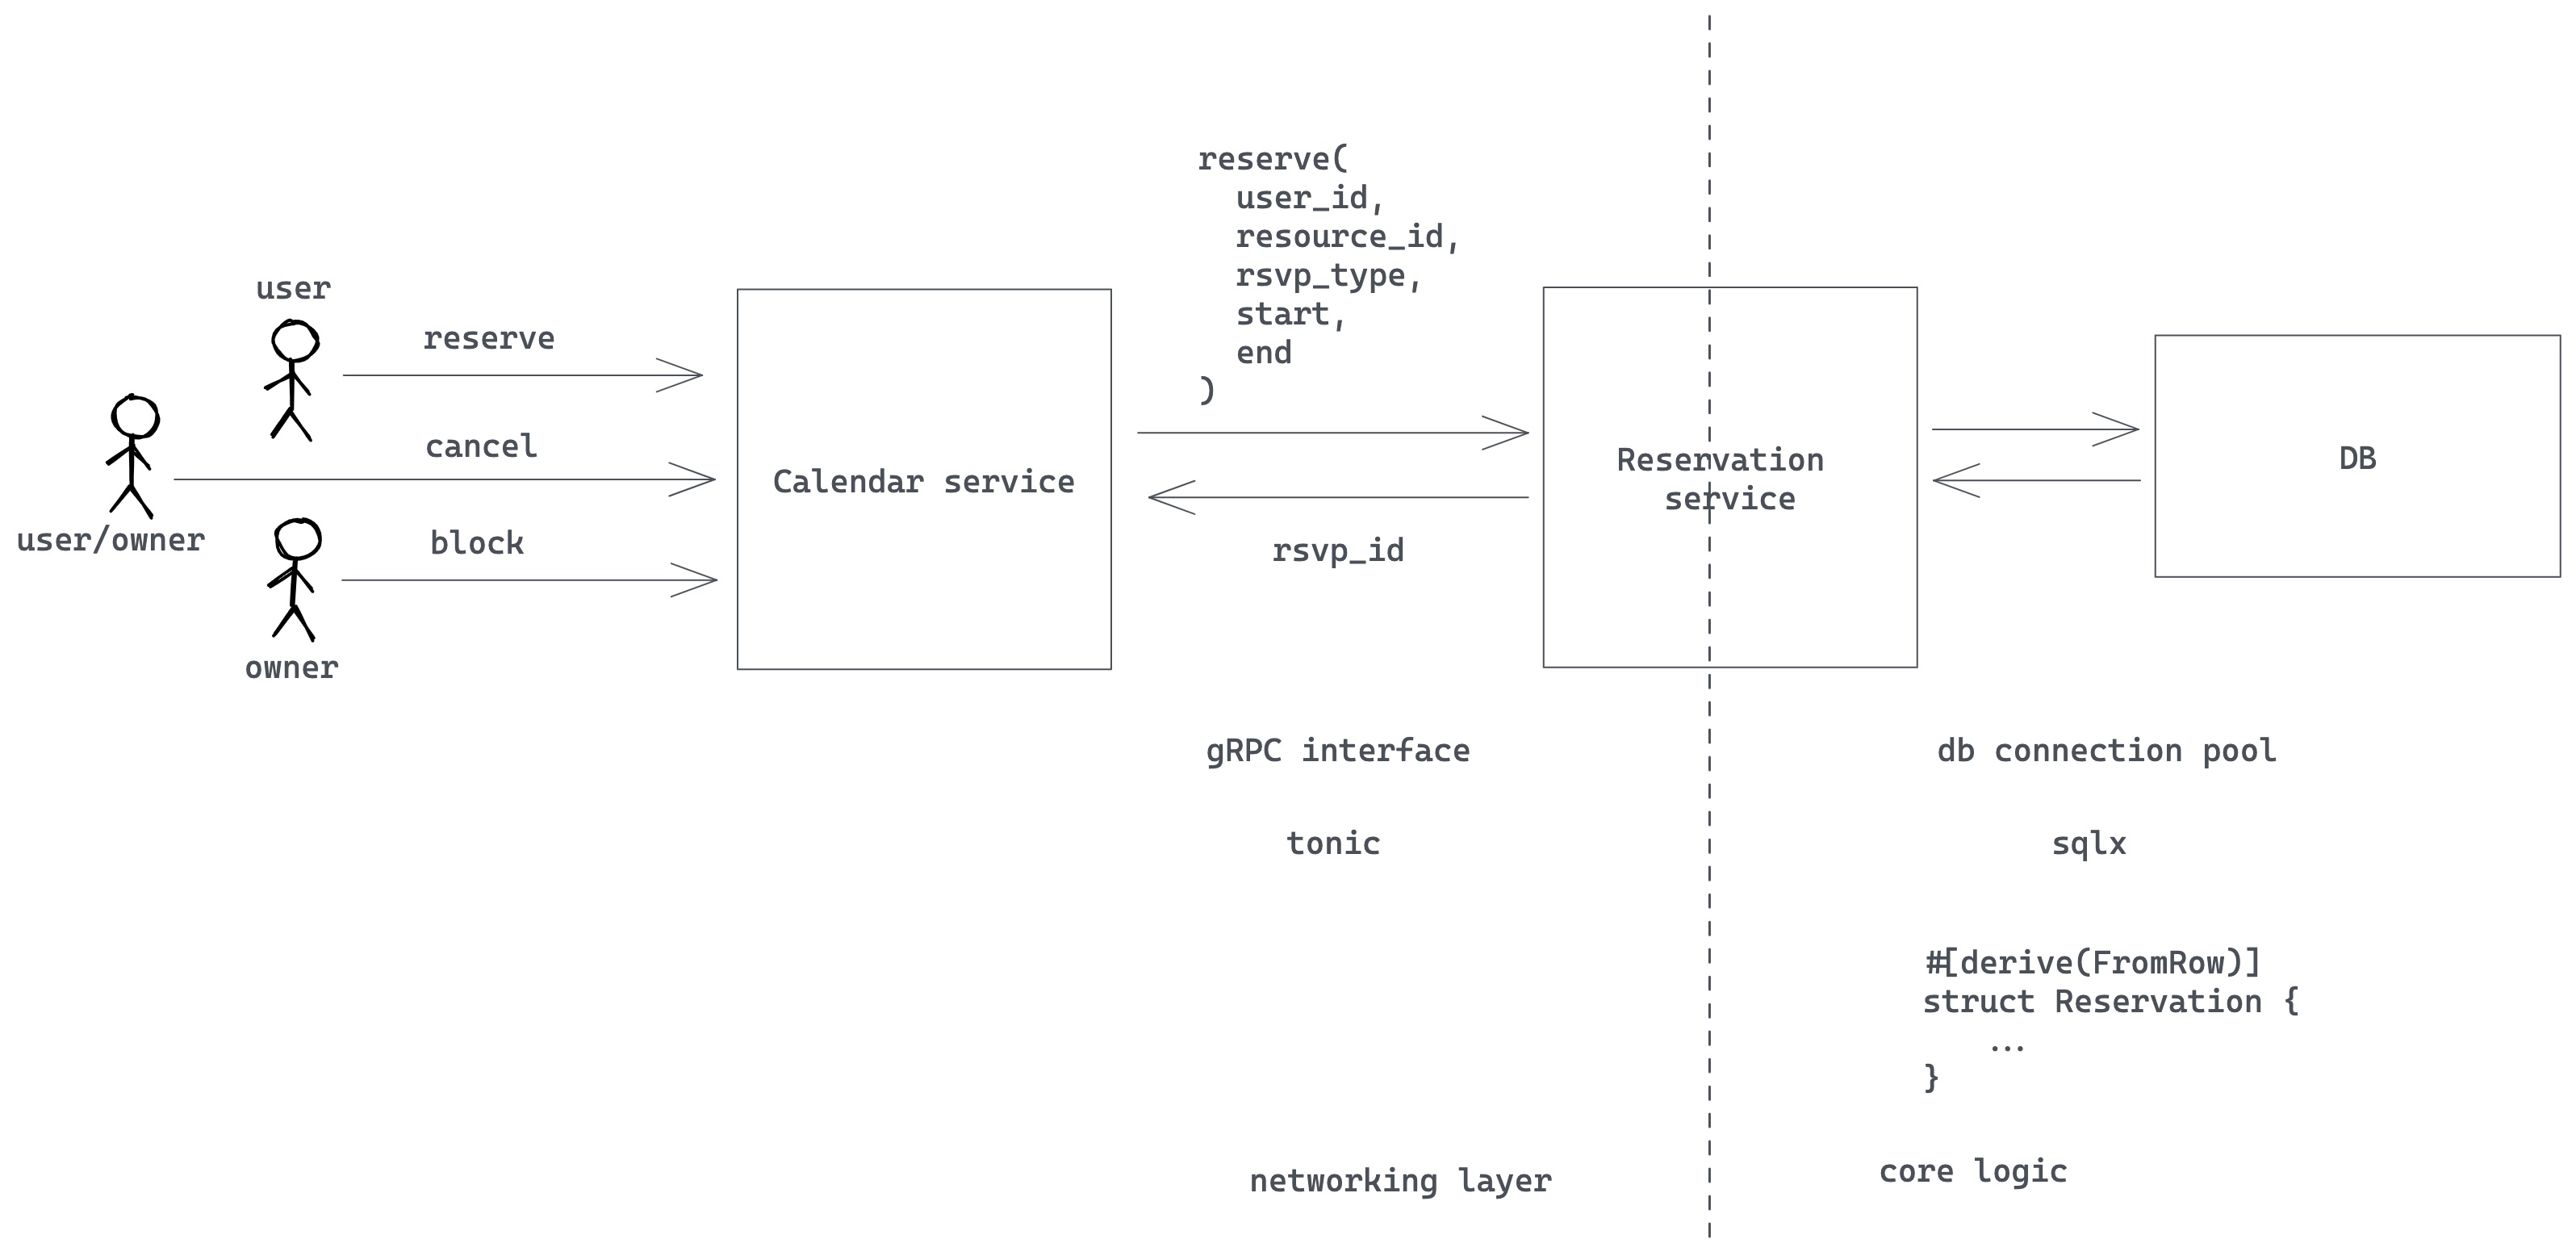 user
reserve
cancel
user/owner
block
owner
Calendar service
reserve(
  user_id,
  resource_id,
  rsvp_type,
  start,
  end
)
rsvp_id
Reservation
service
DB
gRPC interface
tonic
db connection pool
sqlx
#[derive(FromRow)]
struct Reservation {
...
}
networking layer
core logic